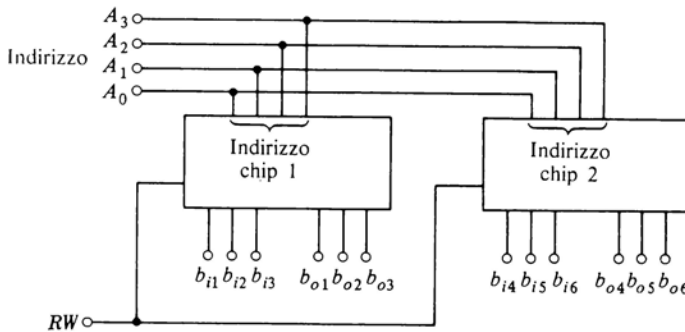 A3
A2
Indirizzo A1
A0
Indirizzo chip 1
Indirizzo chip 2
bi1 bi2 bi3 bo1 bo2 bo3
bi4 bi5 bi6 bo4 bo5 bo6
RW